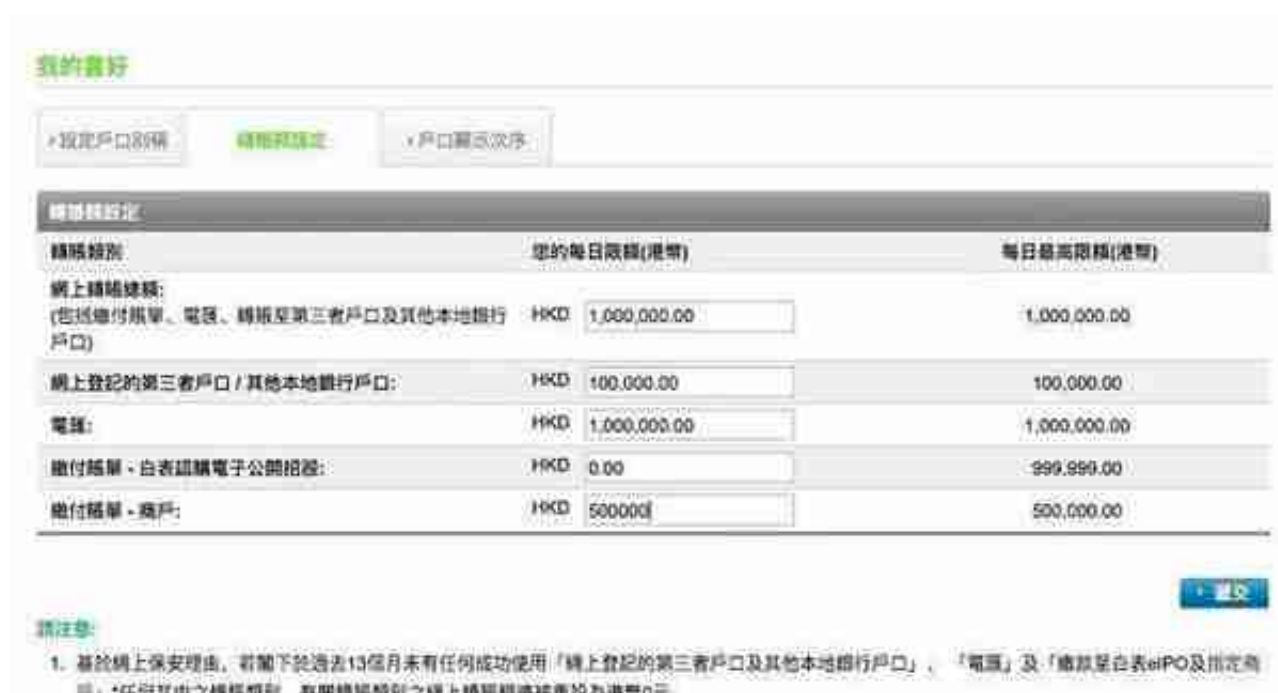 我的喜好
設定戶口別稱 轉賬額設定 戶口顯示次序
轉賬額設定
轉賬類別 您的每日限額(港幣) 每日最高限額(港幣)
網上轉賬總額:
(包括繳付賬單、電匯、轉賬至第三者戶口及其他本地銀行 HKD 1,000,000.00 1,000,000.00
戶口)
網上登記的第三者戶口 / 其他本地銀行戶口: HKD 100,000.00 100,000.00
電匯: HKD 1,000,000.00 1,000,000.00
繳付賬單 - 白表認購電子公開招股: HKD 0.00 999,999.00
繳付賬單 - 商戶: HKD 500000 500,000.00
遞交
請注意:
1. 基於網上保安理由，若閣下於過去13個月未有任何成功使用「網上登記的第三者戶口及其他本地銀行戶口」、「電匯」及「繳款至白表eIPO及指定商